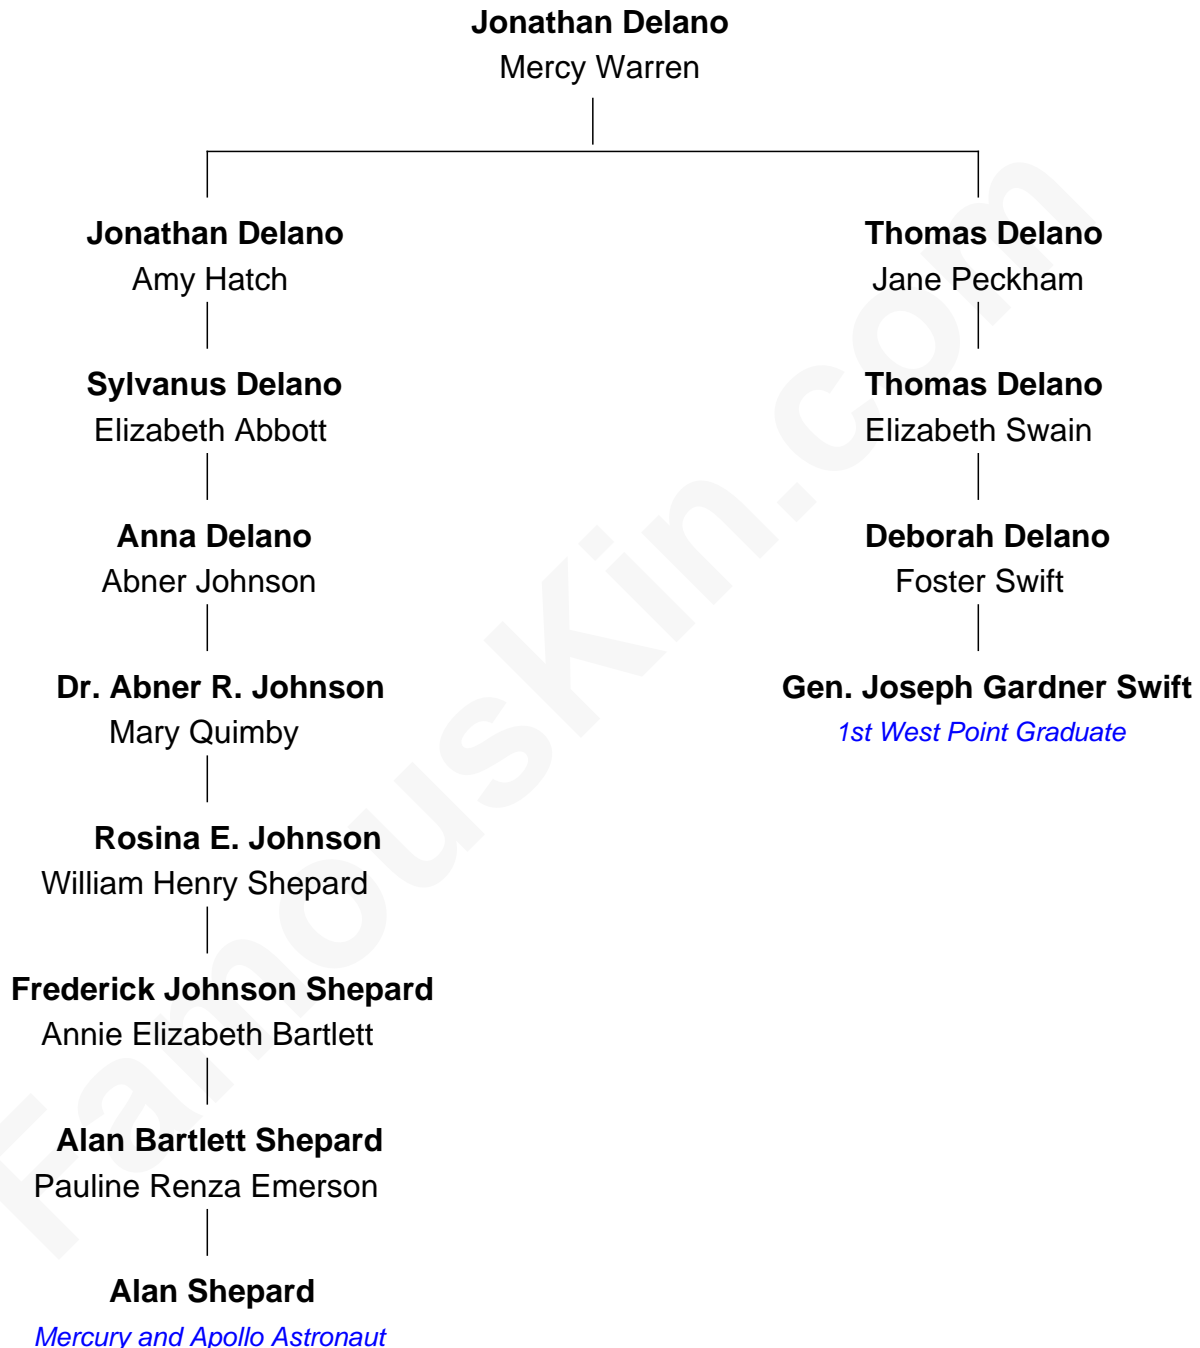 Jonathan Delano
Mercy Warren
Jonathan Delano
Amy Hatch
Sylvanus Delano
Elizabeth Abbott
Anna Delano
Abner Johnson
Dr. Abner R. Johnson
Mary Quimby
Rosina E. Johnson
William Henry Shepard
Frederick Johnson Shepard
Annie Elizabeth Bartlett
Alan Bartlett Shepard
Pauline Renza Emerson
Alan Shepard
Mercury and Apollo Astronaut
Thomas Delano
Jane Peckham
Thomas Delano
Elizabeth Swain
Deborah Delano
Foster Swift
Gen. Joseph Gardner Swift
1st West Point Graduate
FamousKin.com